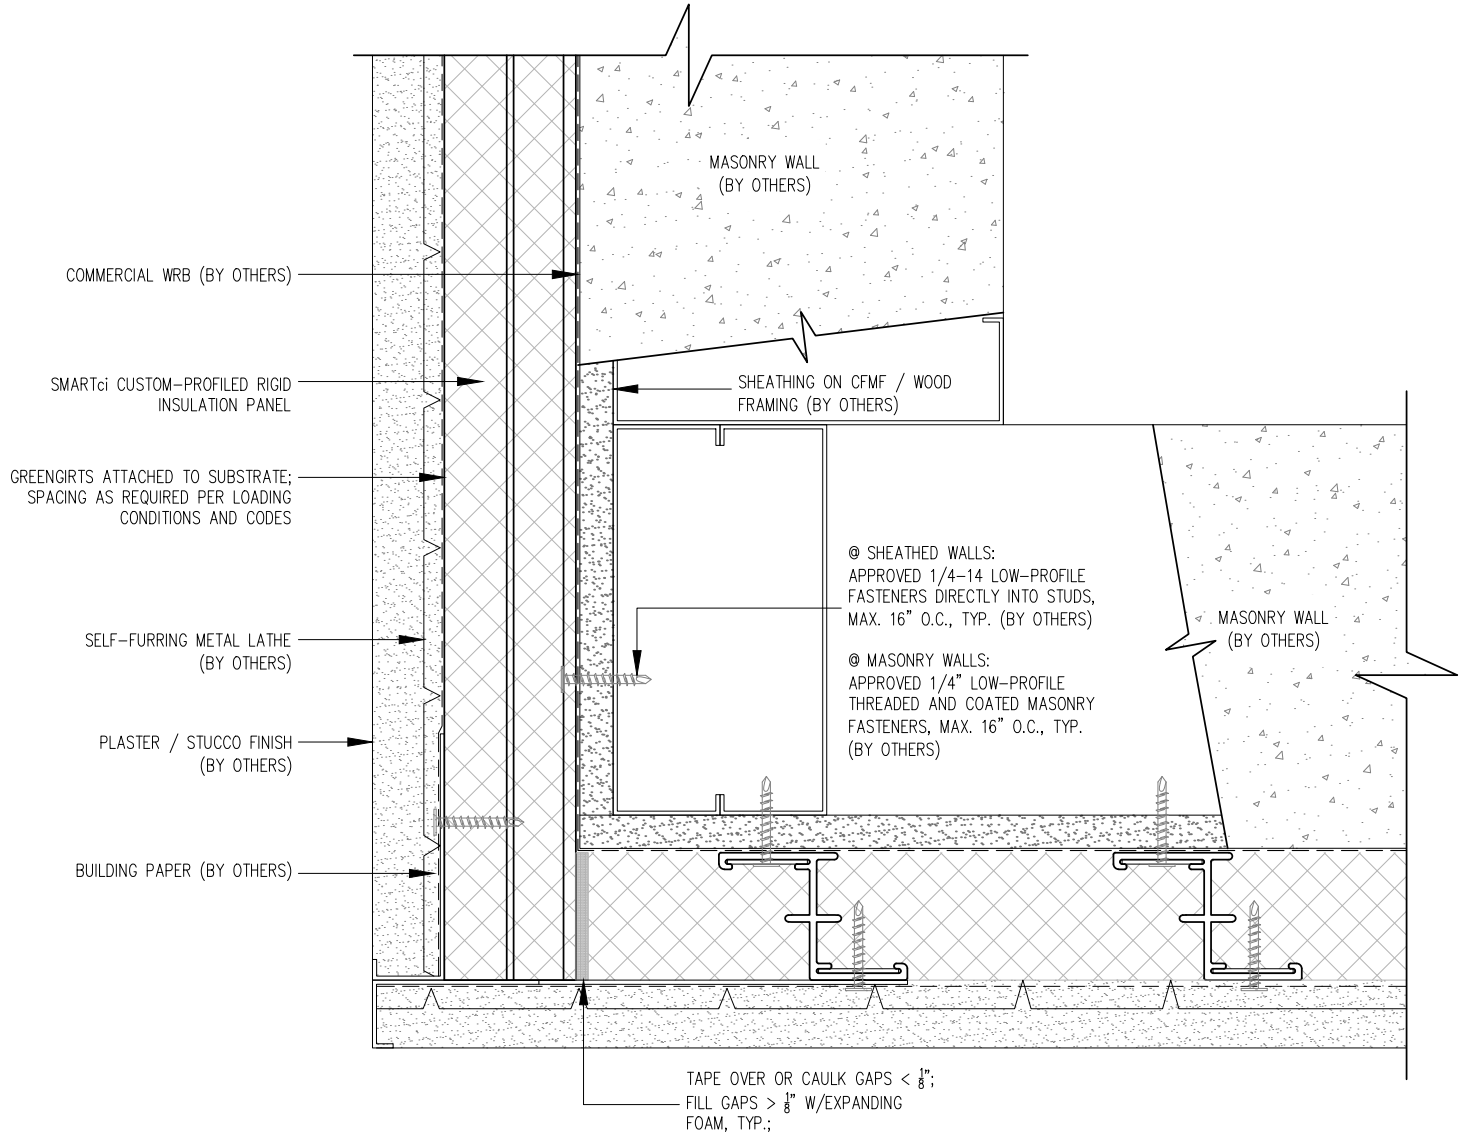 MASONRY WALL
(BY OTHERS)
COMMERCIAL WRB (BY OTHERS)
SMARTci CUSTOM-PROFILED RIGID
INSULATION PANEL
SHEATHING ON CFMF / WOOD
FRAMING (BY OTHERS)
GREENGIRTS ATTACHED TO SUBSTRATE;
SPACING AS REQUIRED PER LOADING
CONDITIONS AND CODES
@ SHEATHED WALLS:
APPROVED 1/4-14 LOW-PROFILE
FASTENERS DIRECTLY INTO STUDS,
MAX. 16" O.C., TYP. (BY OTHERS)
@ MASONRY WALLS:
APPROVED 1/4" LOW-PROFILE
THREADED AND COATED MASONRY
FASTENERS, MAX. 16" O.C., TYP.
(BY OTHERS)
MASONRY WALL
(BY OTHERS)
SELF-FURRING METAL LATHE
(BY OTHERS)
PLASTER / STUCCO FINISH
(BY OTHERS)
BUILDING PAPER (BY OTHERS)
TAPE OVER OR CAULK GAPS < 1/8";
FILL GAPS > 1/8" W/EXPANDING
FOAM, TYP.;